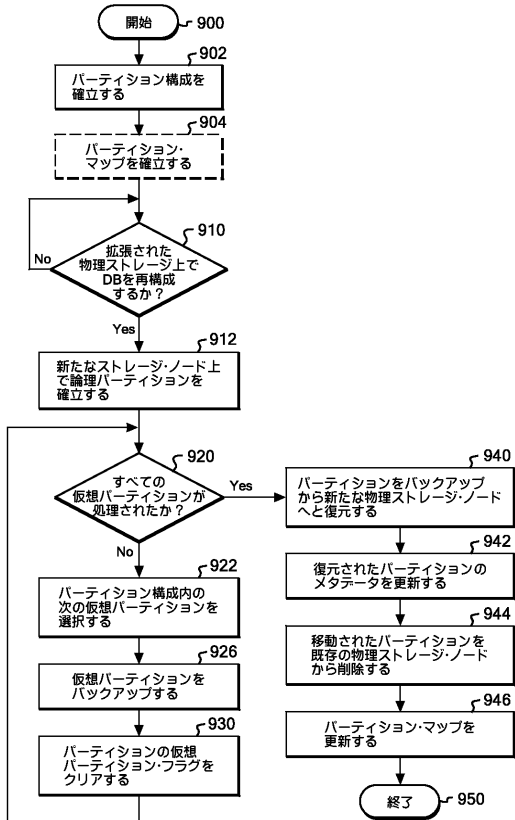 開始
900
902
パーティション構成を
確立する
904
パーティション・
マップを確立する
910
拡張された
物理ストレージ上で
DBを再構成
するか?
No
Yes
912
新たなストレージ・ノード上
で論理パーティションを
確立する
920
すべての
仮想パーティションが
処理されたか?
Yes
No
922
パーティション構成内の
次の仮想パーティションを
選択する
926
仮想パーティションを
バックアップする
930
パーティションの仮想
パーティション・フラグを
クリアする
940
パーティションをバックアップ
から新たな物理ストレージ・ノード
へと復元する
942
復元されたパーティションの
メタデータを更新する
944
移動されたパーティションを
既存の物理ストレージ・ノード
から削除する
946
パーティション・マップを
更新する
終了
950